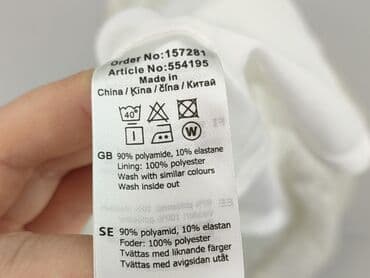 Order No:157281
Article No:554195
Made in
China / Ķīna / čīna / Китай
40°
W
GB 90% polyamide, 10% elastane
Lining: 100% polyester
Wash with similar colours
Wash inside out
SE 90% polyamid, 10% elastan
Foder: 100% polyester
Tvättas med liknande färger
Tvättas med avigsidan utåt